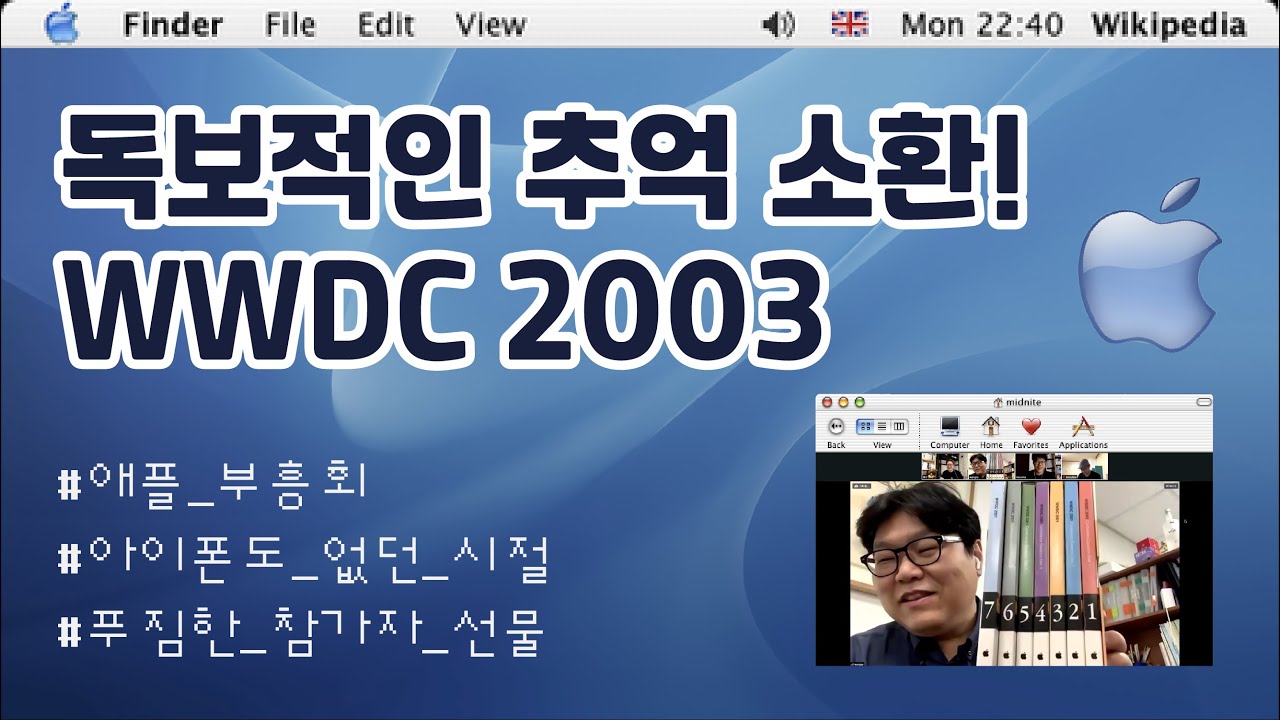 Finder File Edit View Mon 22:40 Wikipedia
독보적인 추억 소환!
WWDC 2003
#애플_부흥회
#아이폰도_없던_시절
#푸짐한_참가자_선물
midnite
Back View Computer Home Favorites Applications
7 6 5 4 3 2 1